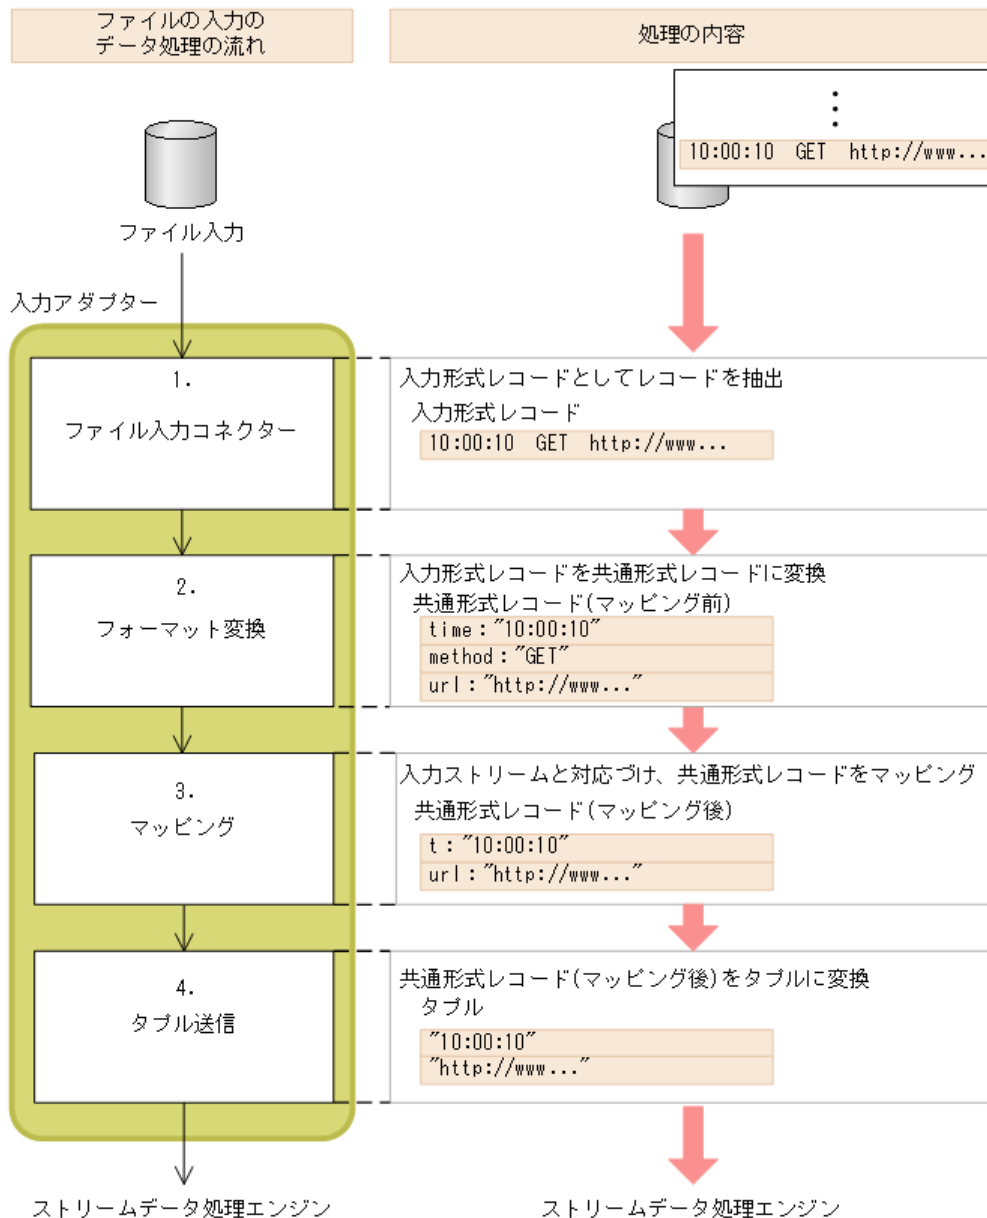 ファイルの入力の
データ処理の流れ
処理の内容
⋮
10:00:10 GET http://www...
ファイル入力
入力アダプター
1.
ファイル入力コネクター
入力形式レコードとしてレコードを抽出
入力形式レコード
10:00:10 GET http://www...
2.
フォーマット変換
入力形式レコードを共通形式レコードに変換
共通形式レコード(マッピング前)
time:"10:00:10"
method:"GET"
url:"http://www..."
3.
マッピング
入力ストリームと対応づけ、共通形式レコードをマッピング
共通形式レコード(マッピング後)
t:"10:00:10"
url:"http://www..."
4.
タプル送信
共通形式レコード(マッピング後)をタプルに変換
タプル
"10:00:10"
"http://www..."
ストリームデータ処理エンジン
ストリームデータ処理エンジン